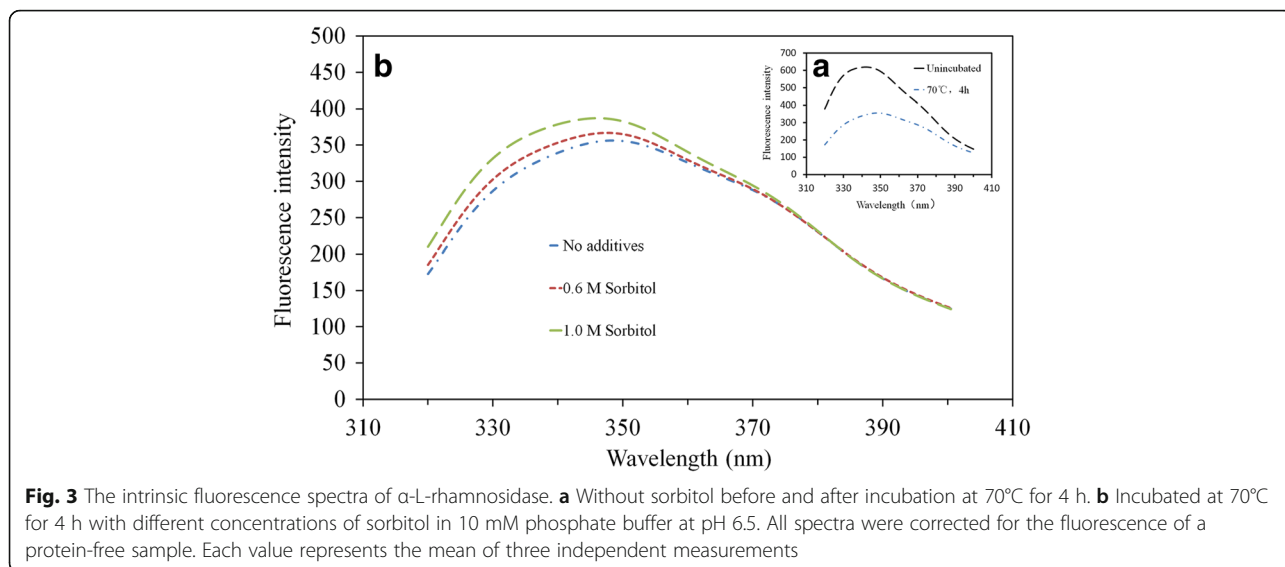 500
450
400
350
300
250
200
150
100
50
0
Fluorescence intensity
b
310
330
350
370
390
410
Wavelength (nm)
No additives
0.6 M Sorbitol
1.0 M Sorbitol
a
700
600
500
400
300
200
100
0
Fluorescence intensity
Unincubated
70℃，4h
310 330 350 370 390 410
Wavelength（nm）
Fig. 3 The intrinsic fluorescence spectra of α-L-rhamnosidase. a Without sorbitol before and after incubation at 70°C for 4 h. b Incubated at 70°C
for 4 h with different concentrations of sorbitol in 10 mM phosphate buffer at pH 6.5. All spectra were corrected for the fluorescence of a
protein-free sample. Each value represents the mean of three independent measurements